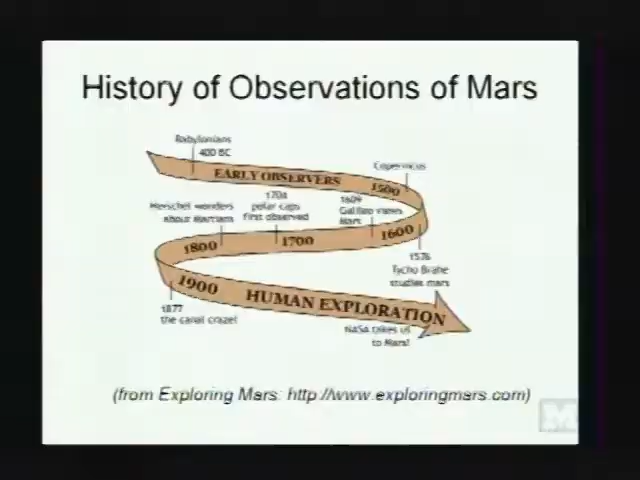 History of Observations of Mars
Babylonians
400 BC
Copernicus
EARLY OBSERVERS
1500
Herschel wonders
about Martians
1704
polar caps
first observed
1609
Galileo views
Mars
1800
1700
1600
1576
Tycho Brahe
studies mars
1900
HUMAN EXPLORATION
1877
the canal craze!
NASA takes us
to Mars!
(from Exploring Mars: http://www.exploringmars.com)
M